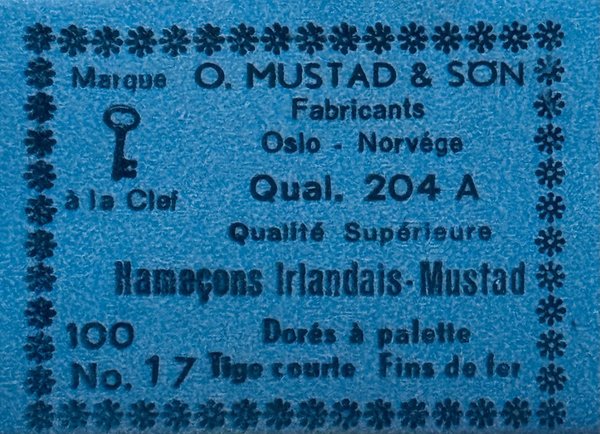 Marque O. MUSTAD & SÖN
Fabricants
Oslo - Norvége
à la Clef Qual. 204 A
Qualité Supérieure
Hameçons Irlandais-Mustad
100 Dorés à palette
No. 17 Tige courte Fins de fer